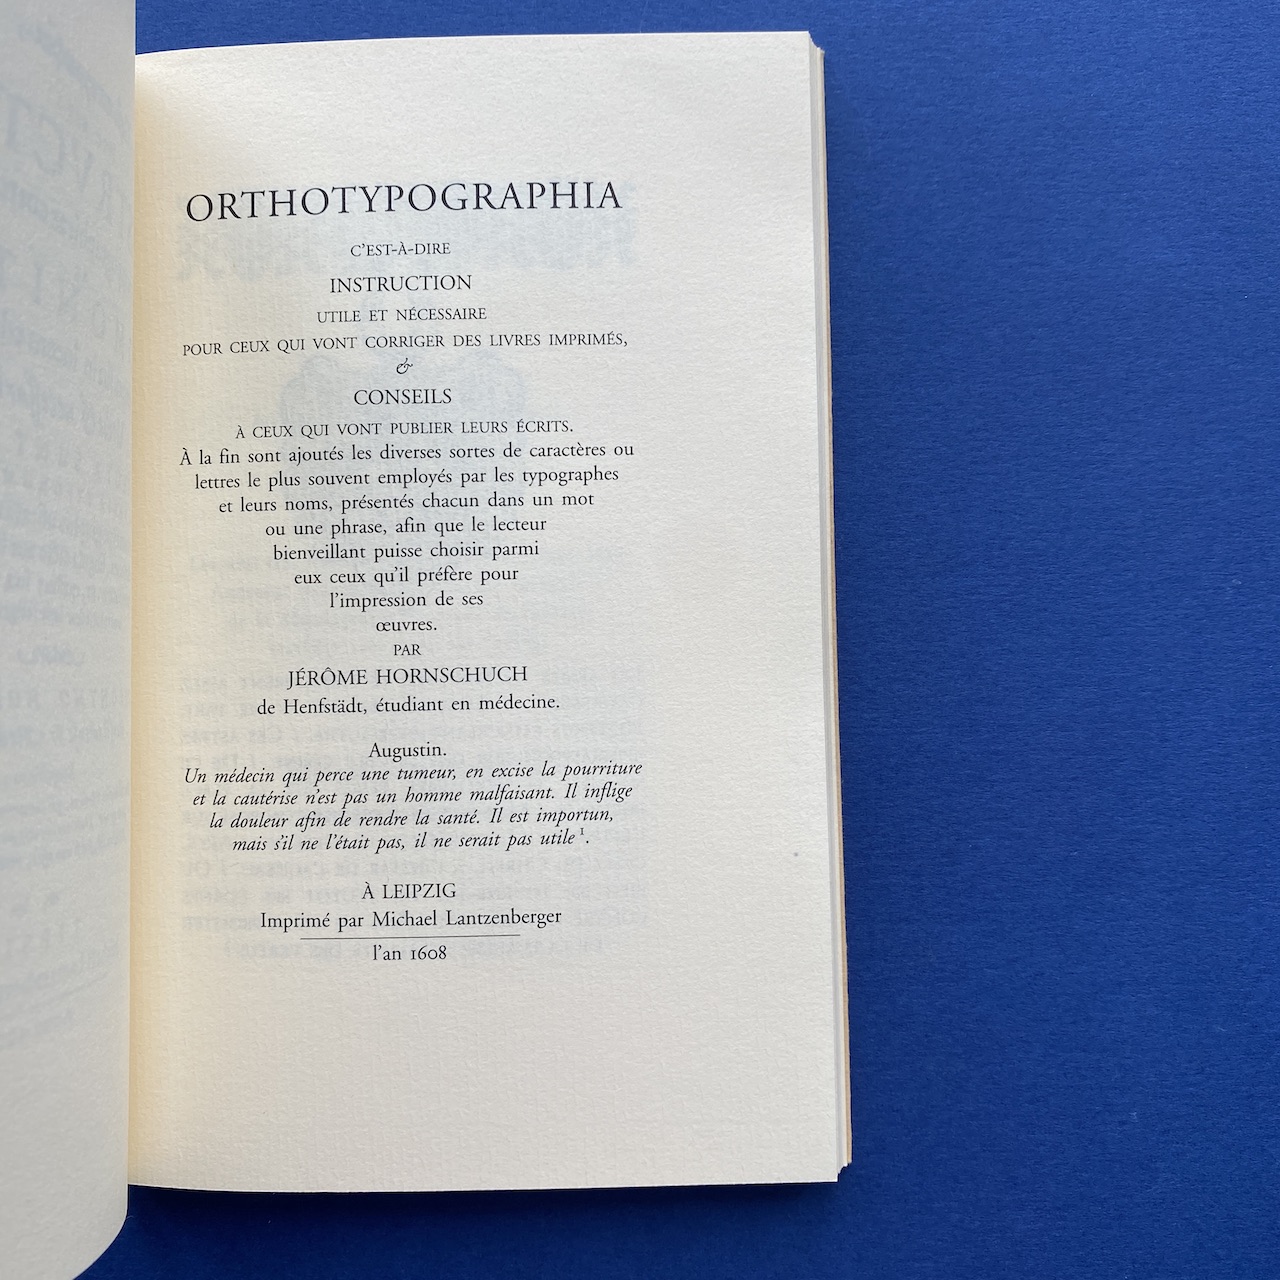 ORTHOTYPOGRAPHIA
C'EST-À-DIRE
INSTRUCTION
UTILE ET NÉCESSAIRE
POUR CEUX QUI VONT CORRIGER DES LIVRES IMPRIMÉS,
&
CONSEILS
À CEUX QUI VONT PUBLIER LEURS ÉCRITS.
À la fin sont ajoutés les diverses sortes de caractères ou
lettres le plus souvent employés par les typographes
et leurs noms, présentés chacun dans un mot
ou une phrase, afin que le lecteur
bienveillant puisse choisir parmi
eux ceux qu'il préfère pour
l'impression de ses
œuvres.
PAR
JÉRÔME HORNSCHUCH
de Henfstädt, étudiant en médecine.
Augustin.
Un médecin qui perce une tumeur, en excise la pourriture
et la cautérise n'est pas un homme malfaisant. Il inflige
la douleur afin de rendre la santé. Il est importun,
mais s'il ne l'était pas, il ne serait pas utile¹.
À LEIPZIG
Imprimé par Michael Lantzenberger
l'an 1608